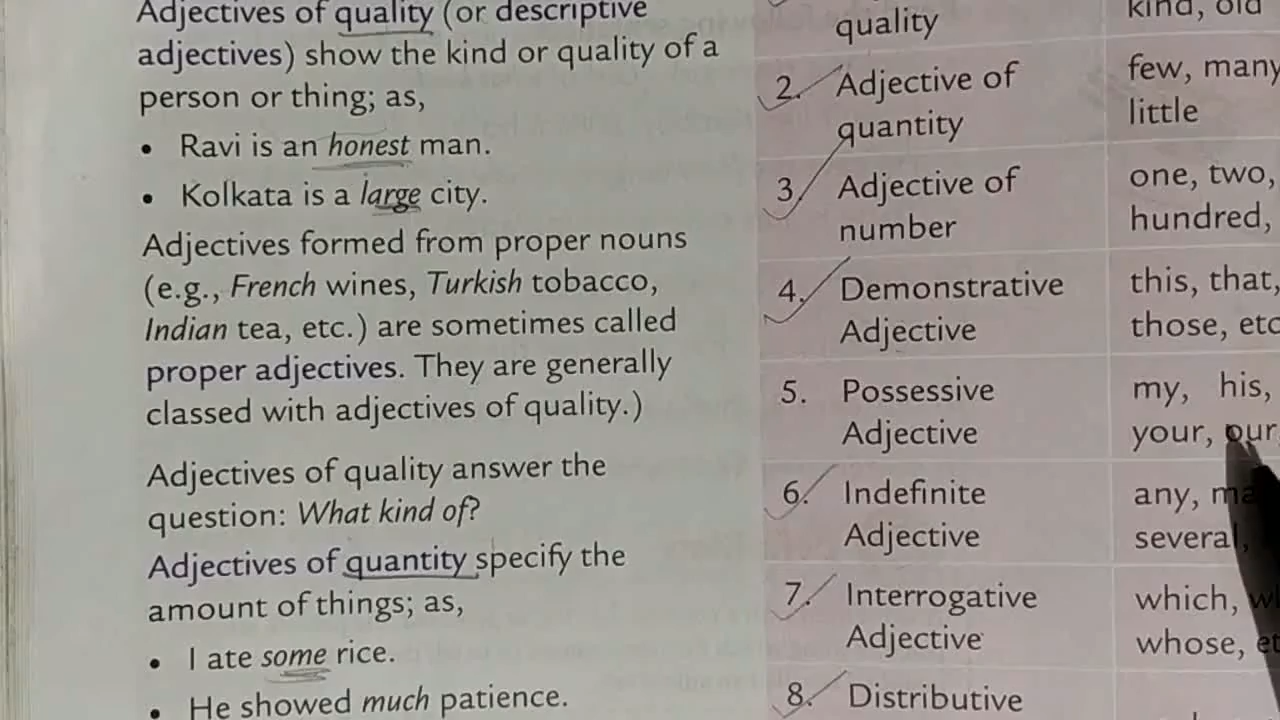 Adjectives of quality (or descriptive
adjectives) show the kind or quality of a
person or thing; as,
• Ravi is an honest man.
• Kolkata is a large city.
Adjectives formed from proper nouns
(e.g., French wines, Turkish tobacco,
Indian tea, etc.) are sometimes called
proper adjectives. They are generally
classed with adjectives of quality.)
Adjectives of quality answer the
question: What kind of?
Adjectives of quantity specify the
amount of things; as,
• I ate some rice.
• He showed much patience.
quality
kind, old
2. Adjective of
quantity
few, many
little
3. Adjective of
number
one, two,
hundred,
4. Demonstrative
Adjective
this, that,
those, etc
5. Possessive
Adjective
my, his,
your, our
6. Indefinite
Adjective
any,
several,
7. Interrogative
Adjective
which,
whose,
8. Distributive